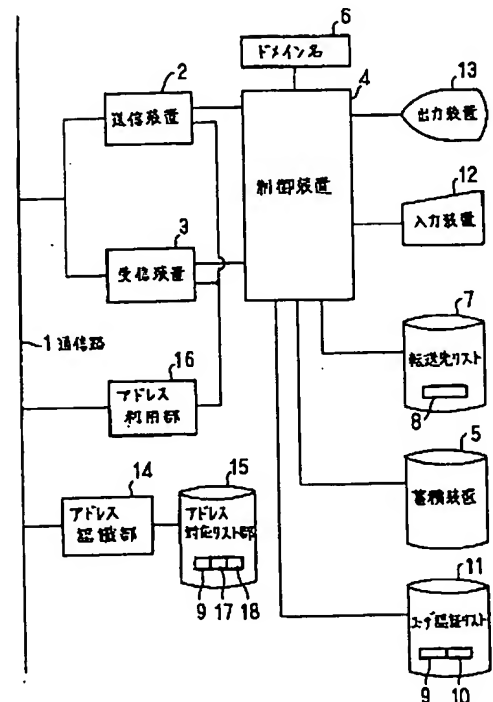 6
ドメイン名
2
送信装置
4
制御装置
13
出力装置
12
入力装置
3
受信装置
1 通信路
16
アドレス
利用部
7
転送先リスト
8
5
蓄積装置
14
アドレス
認識部
15
アドレス
対応リスト部
9 17 18
11
ユーザ認証リスト
9 10